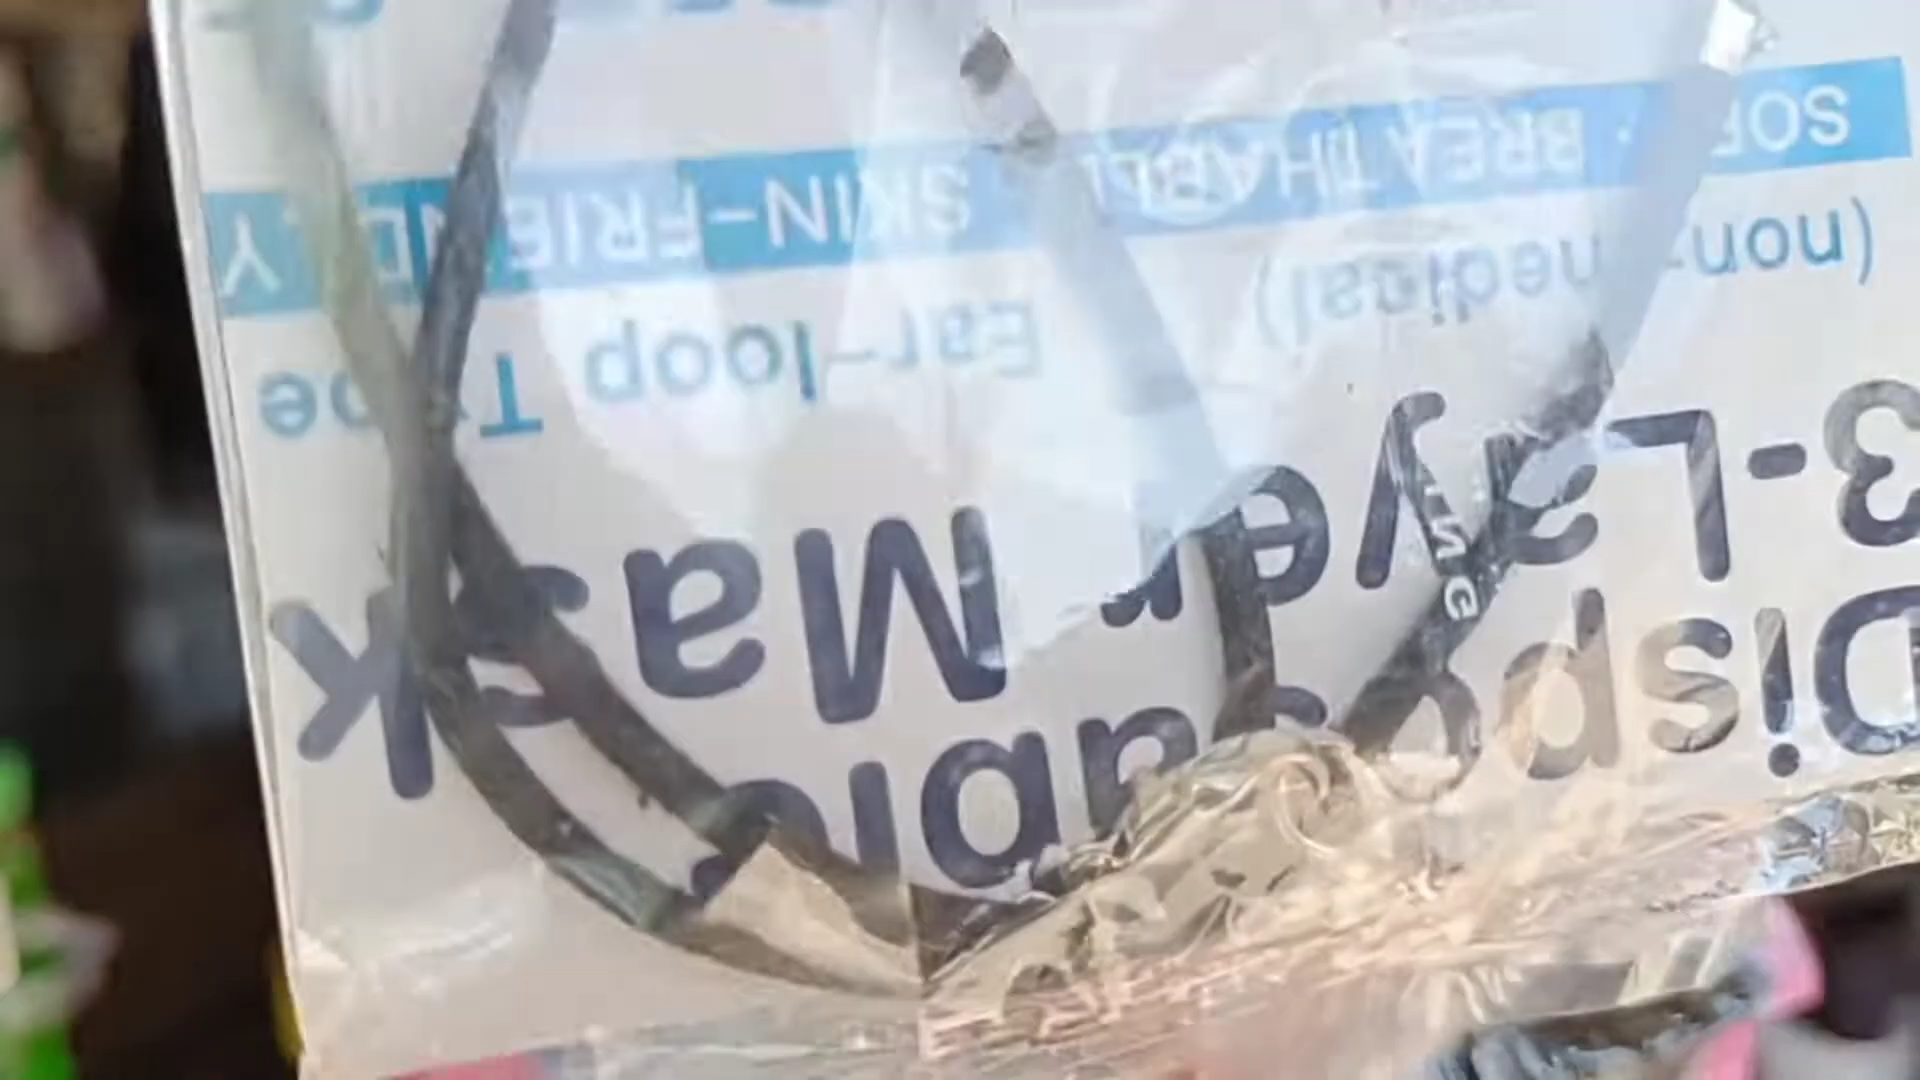 Disposable
3-Layer Mask
(non-medical) Ear-loop Type
SOFT · BREATHABLE · SKIN-FRIENDLY